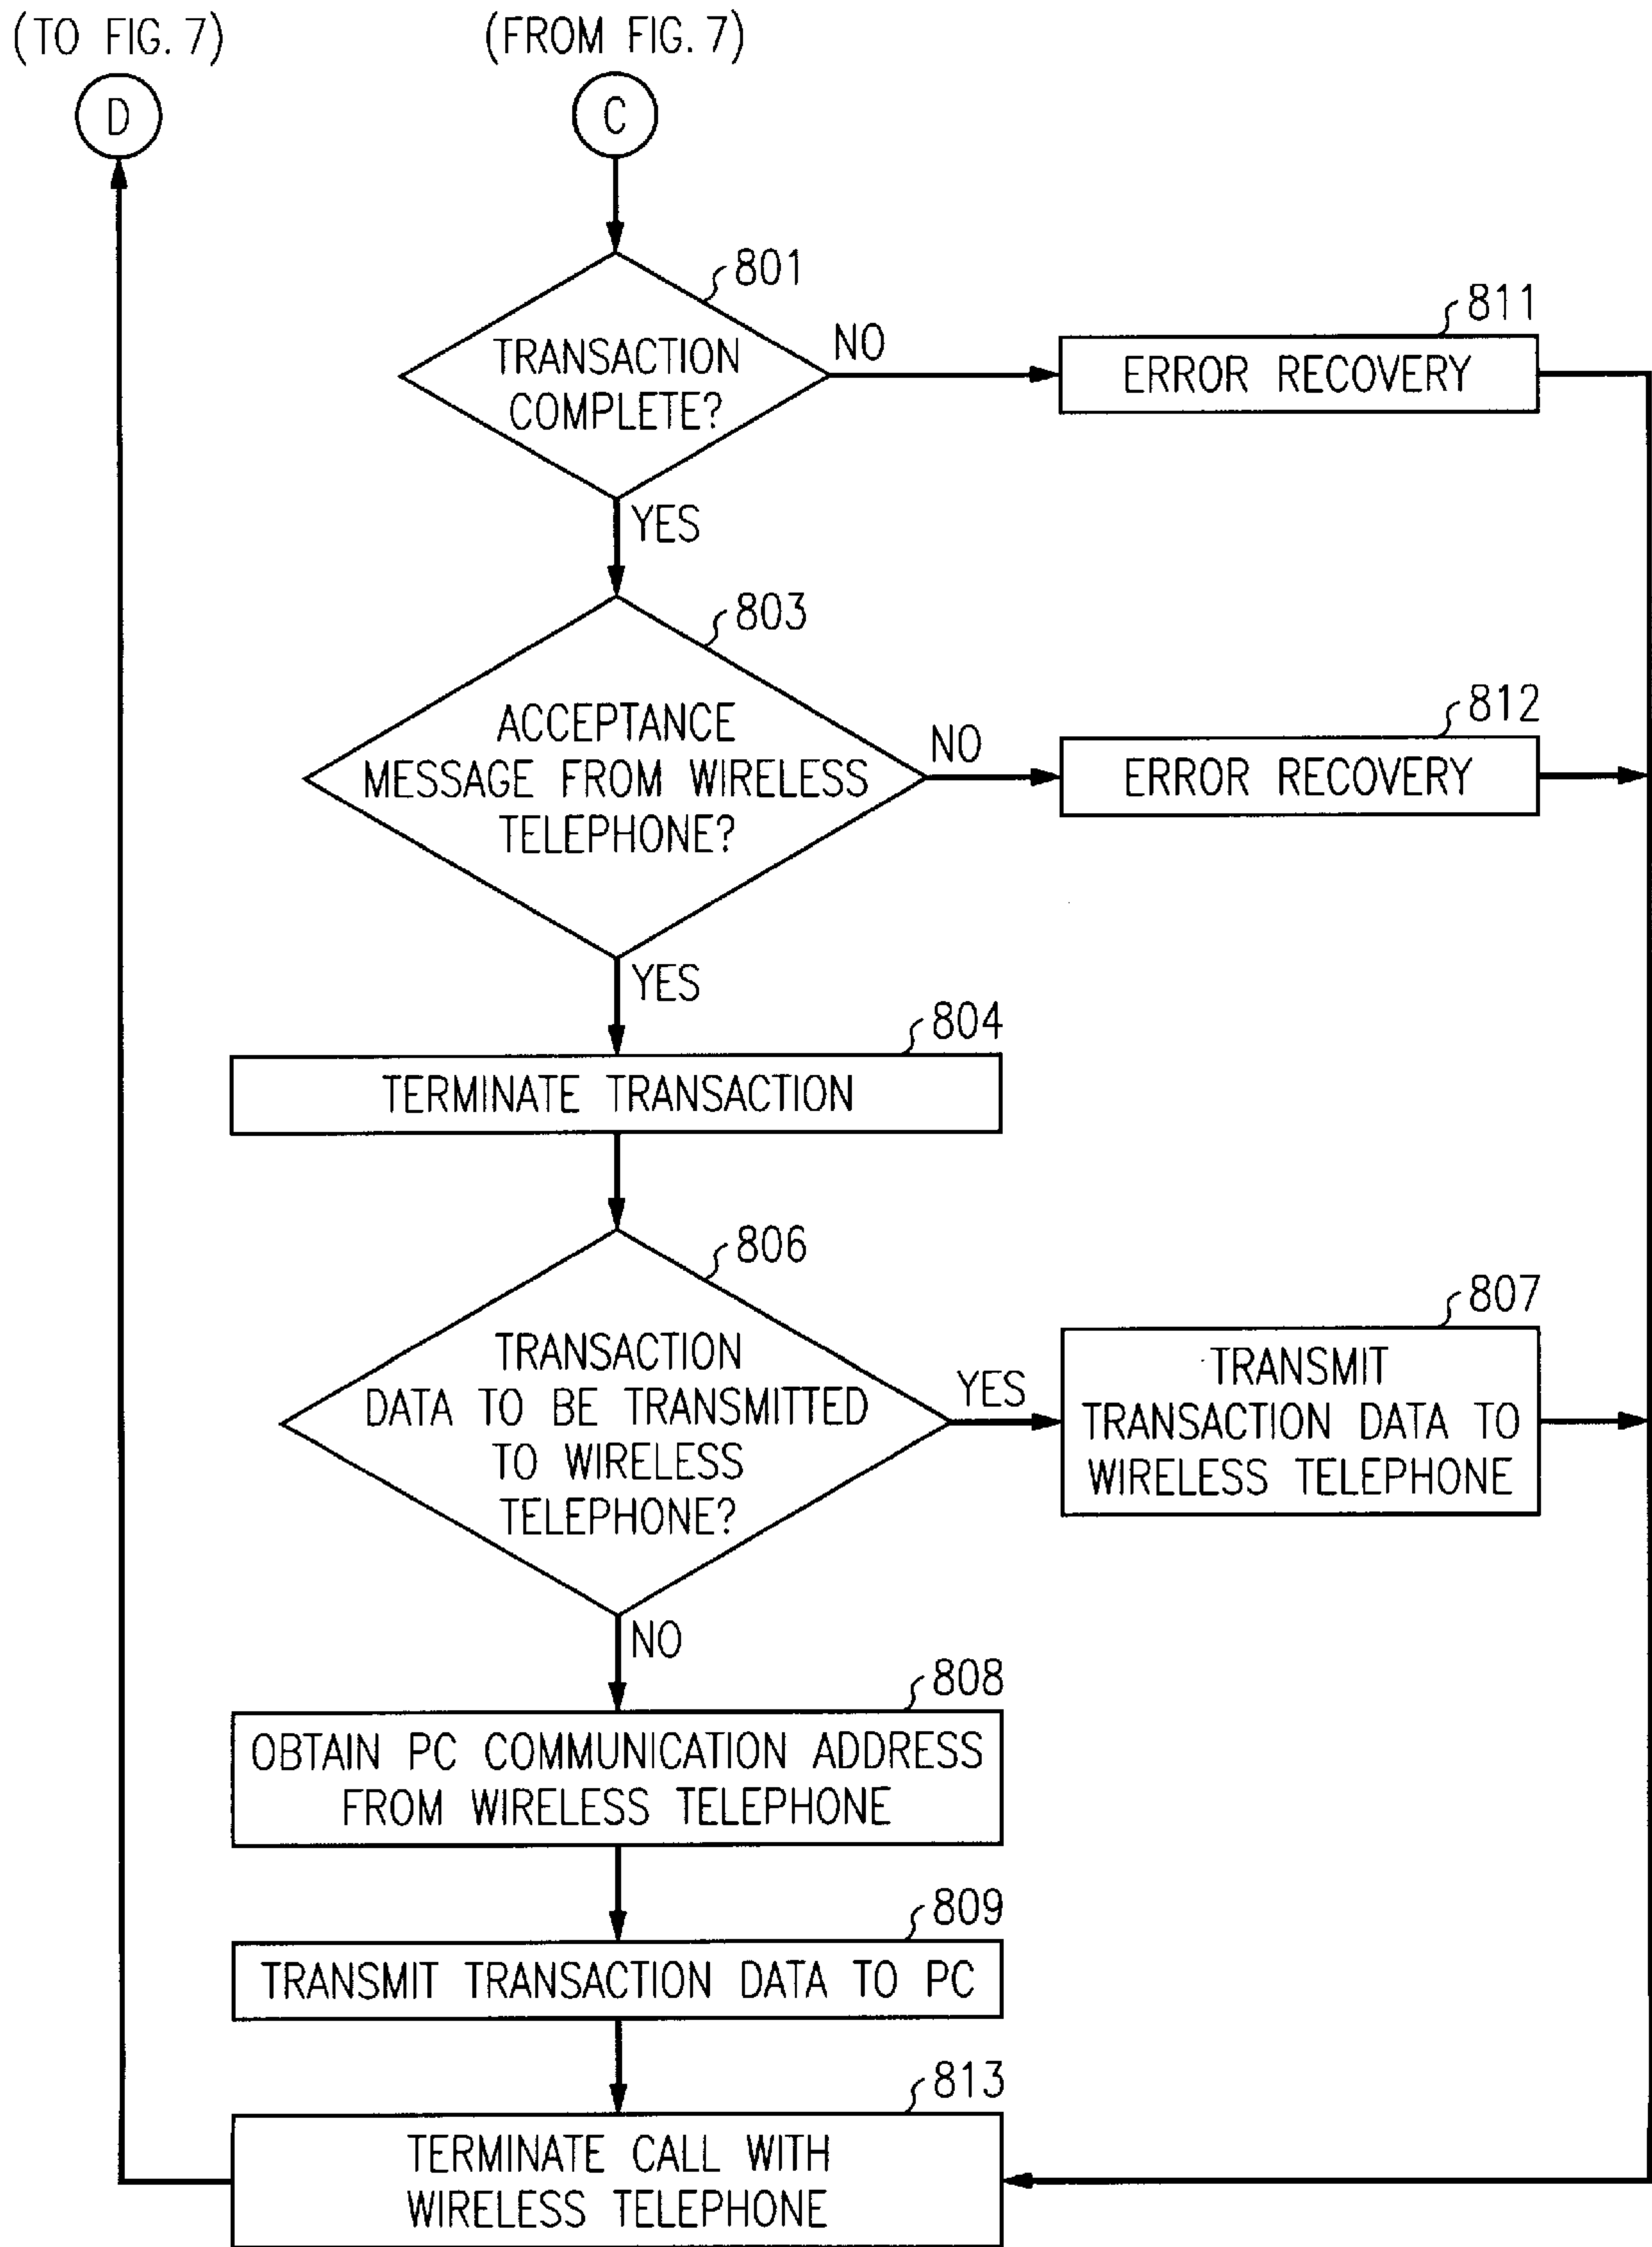 (TO FIG. 7)
(FROM FIG. 7)
D
C
801
TRANSACTION
COMPLETE?
NO
811
ERROR RECOVERY
YES
803
ACCEPTANCE
MESSAGE FROM WIRELESS
TELEPHONE?
NO
812
ERROR RECOVERY
YES
804
TERMINATE TRANSACTION
806
TRANSACTION
DATA TO BE TRANSMITTED
TO WIRELESS
TELEPHONE?
YES
807
TRANSMIT
TRANSACTION DATA TO
WIRELESS TELEPHONE
NO
808
OBTAIN PC COMMUNICATION ADDRESS
FROM WIRELESS TELEPHONE
809
TRANSMIT TRANSACTION DATA TO PC
813
TERMINATE CALL WITH
WIRELESS TELEPHONE